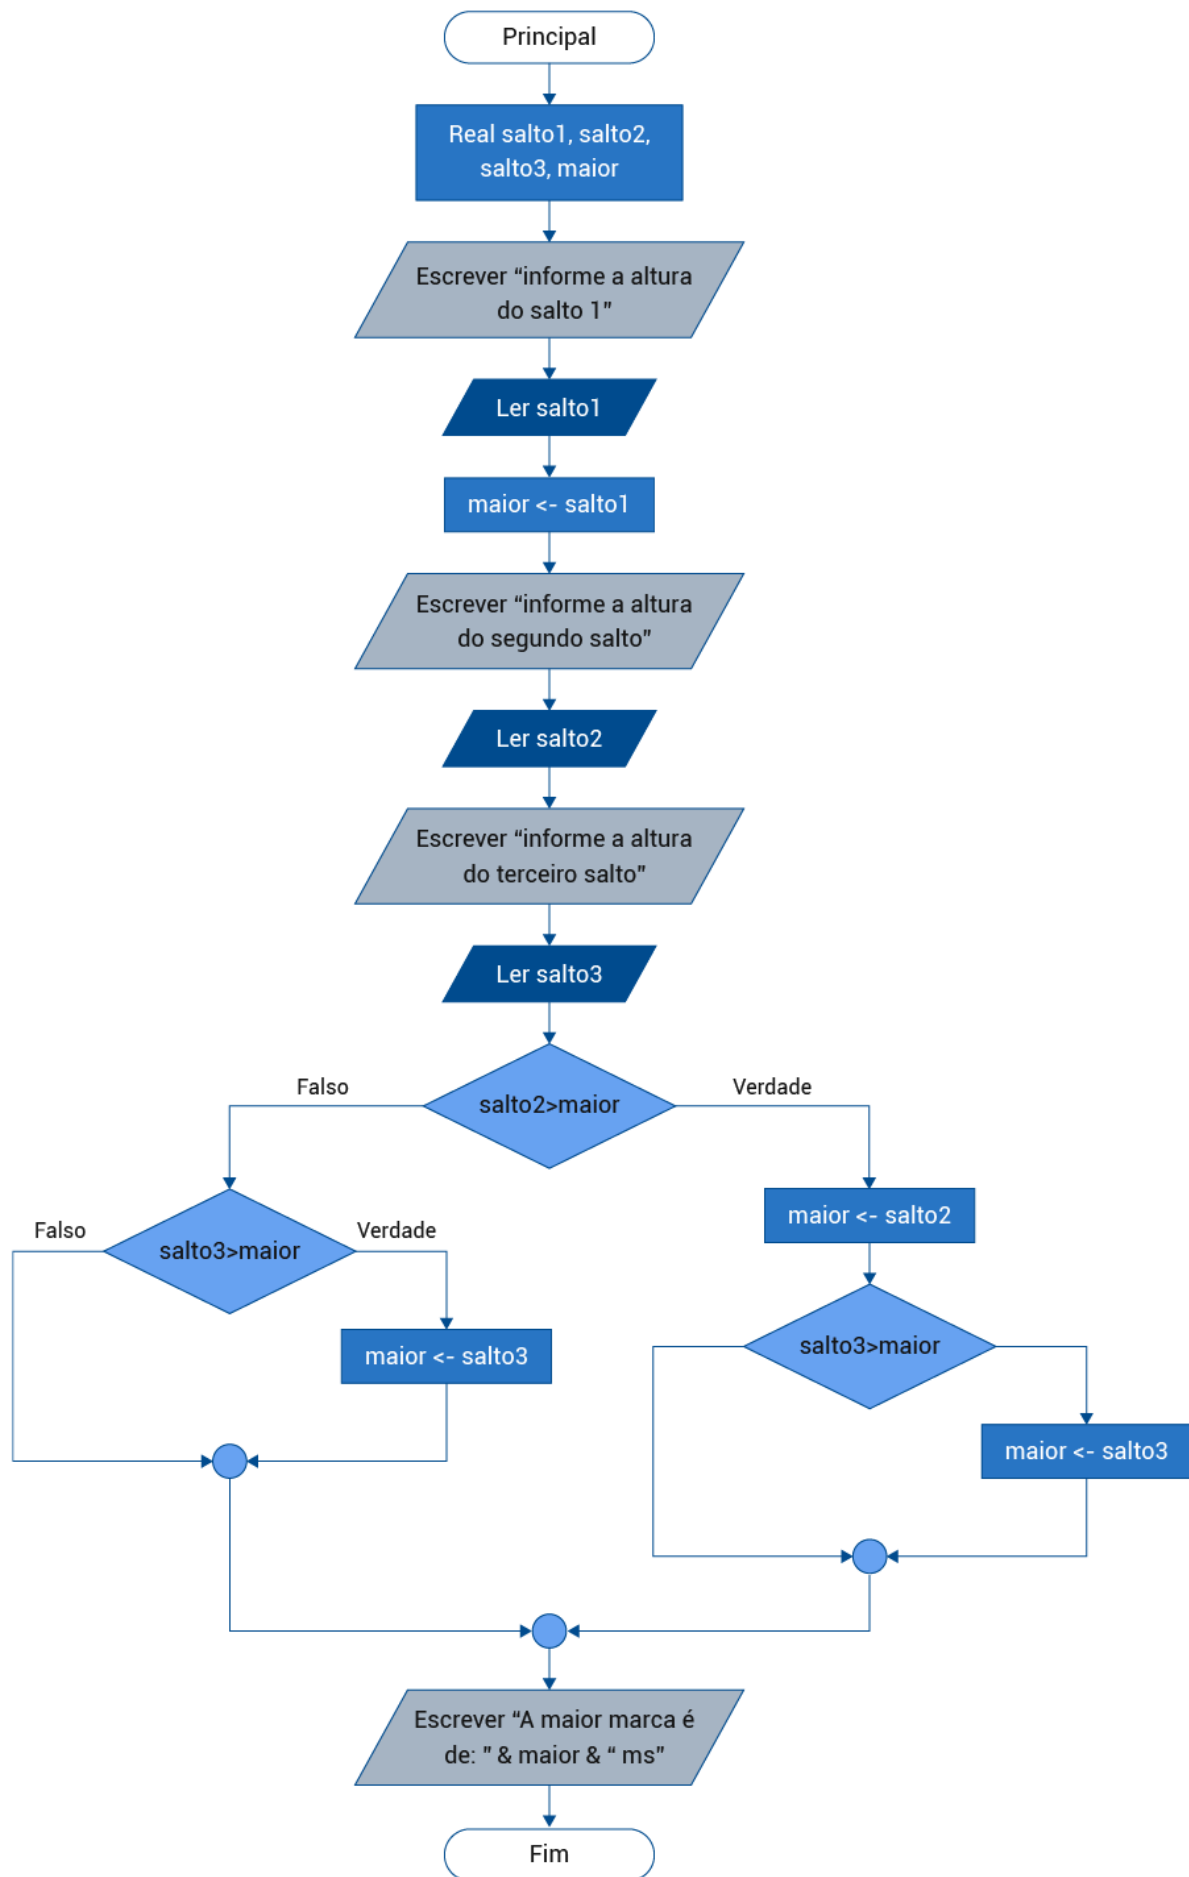 Principal
Real salto1, salto2,
salto3, maior
Escrever “informe a altura
do salto 1”
Ler salto1
maior <- salto1
Escrever “informe a altura
do segundo salto”
Ler salto2
Escrever “informe a altura
do terceiro salto”
Ler salto3
Falso
salto2>maior
Verdade
Falso
salto3>maior
Verdade
maior <- salto2
maior <- salto3
salto3>maior
maior <- salto3
Escrever “A maior marca é
de: ” & maior & “ ms”
Fim